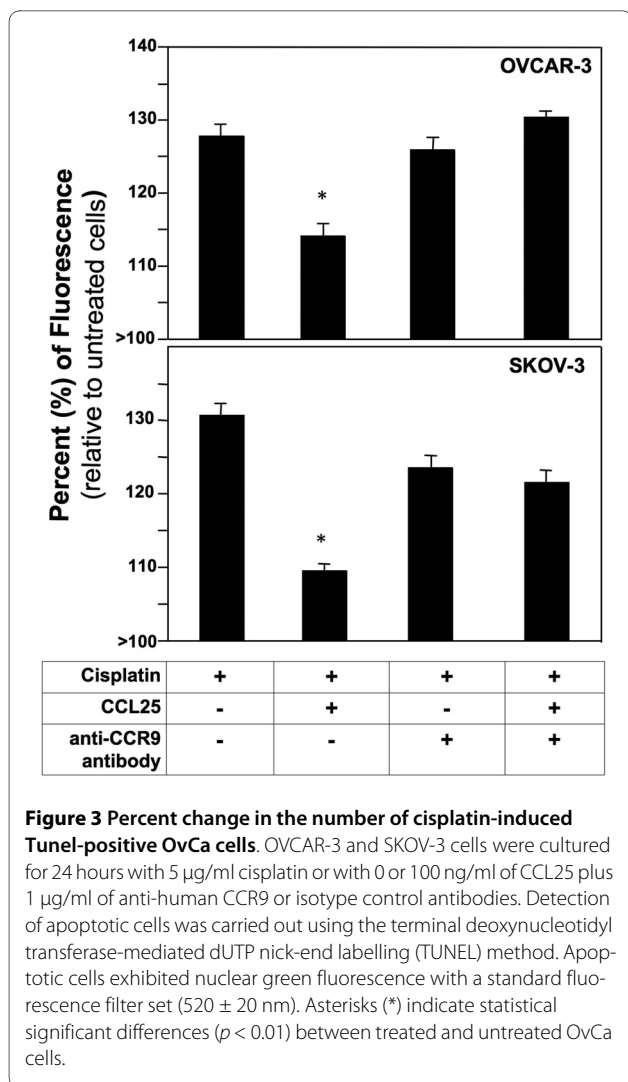 140
OVCAR-3
130
120
*
110
>100
SKOV-3
130
120
*
110
>100
Percent (%) of Fluorescence
(relative to untreated cells)
Cisplatin + + + +
CCL25 - + - +
anti-CCR9 - - + +
antibody
Figure 3 Percent change in the number of cisplatin-induced
Tunel-positive OvCa cells. OVCAR-3 and SKOV-3 cells were cultured
for 24 hours with 5 μg/ml cisplatin or with 0 or 100 ng/ml of CCL25 plus
1 μg/ml of anti-human CCR9 or isotype control antibodies. Detection
of apoptotic cells was carried out using the terminal deoxynucleotidyl
transferase-mediated dUTP nick-end labelling (TUNEL) method. Apop-
totic cells exhibited nuclear green fluorescence with a standard fluo-
rescence filter set (520 ± 20 nm). Asterisks (*) indicate statistical
significant differences (p < 0.01) between treated and untreated OvCa
cells.